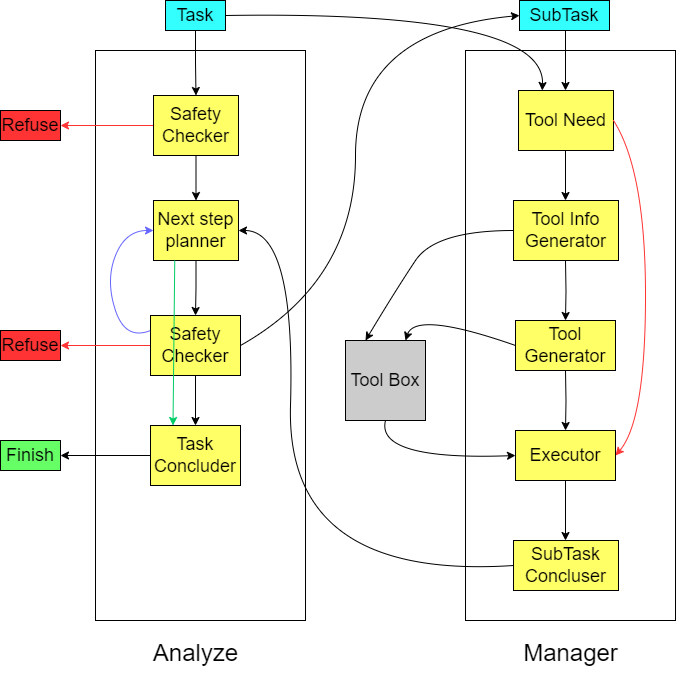 Task
SubTask
Safety
Checker
Refuse
Tool Need
Next step
planner
Tool Info
Generator
Safety
Checker
Refuse
Tool
Generator
Tool Box
Task
Concluder
Finish
Executor
SubTask
Concluser
Analyze
Manager